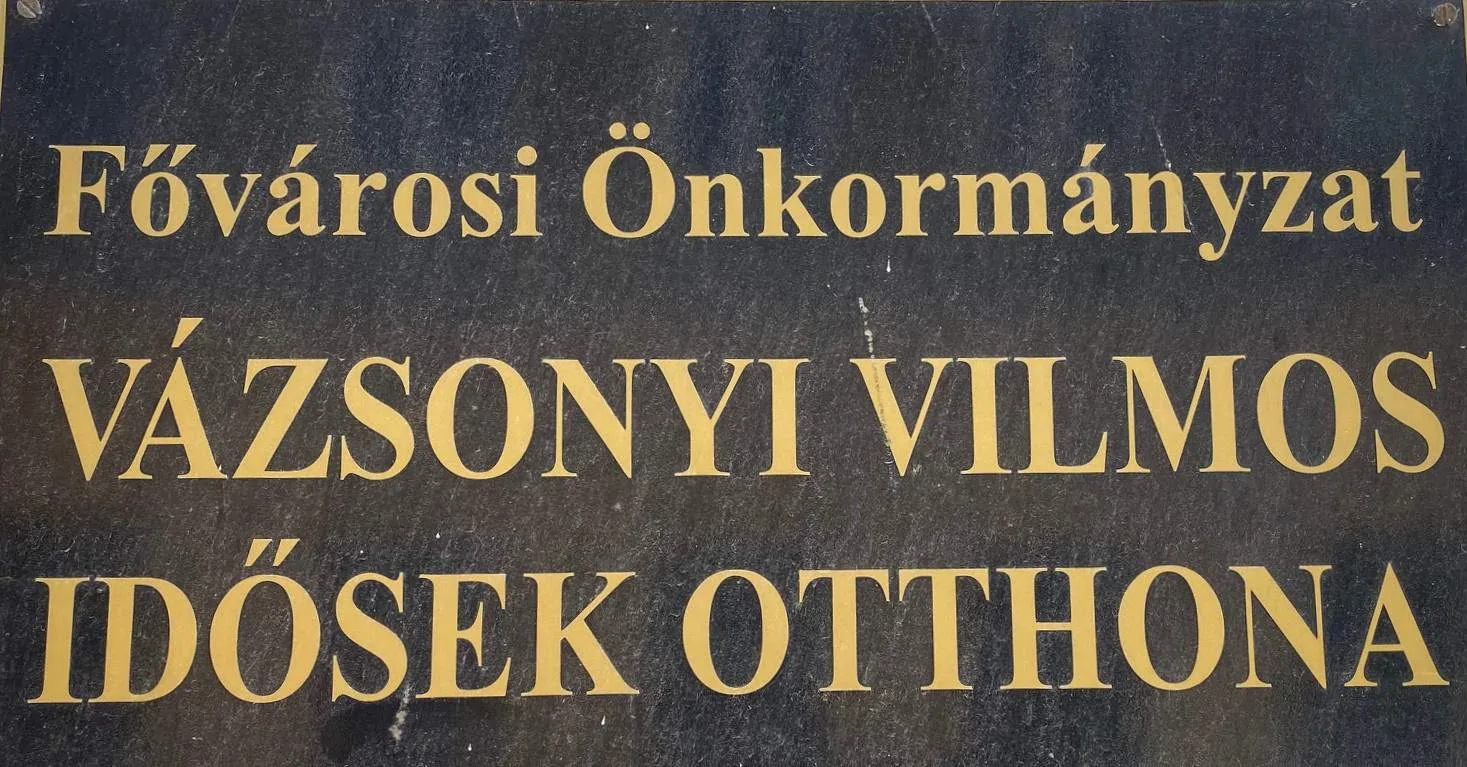 Fővárosi Önkormányzat
VÁZSONYI VILMOS
IDŐSEK OTTHONA